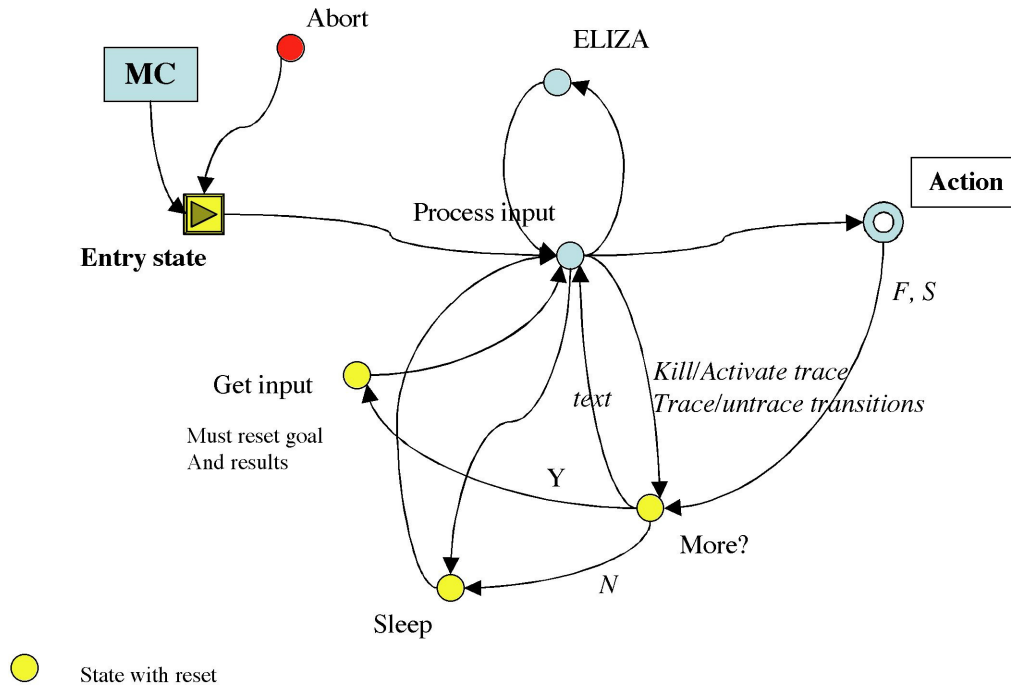 Abort
ELIZA
MC
Action
Process input
Entry state
F, S
Kill/Activate trace
Trace/untrace transitions
Get input
text
Must reset goal
And results
Y
More?
N
Sleep
State with reset